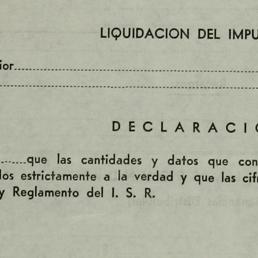 LIQUIDACION DEL IMPU
ior
DECLARACIO
que las cantidades y datos que con
los estrictamente a la verdad y que las cifr
y Reglamento del I. S. R.